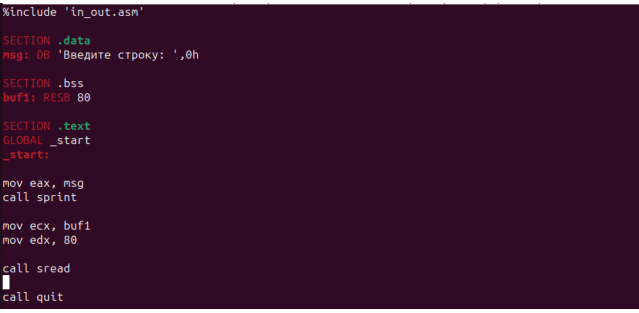 %include 'in_out.asm'
SECTION .data
msg: DB 'Введите строку: ',0h
SECTION .bss
buf1: RESB 80
SECTION .text
GLOBAL _start
_start:
mov eax, msg
call sprint
mov ecx, buf1
mov edx, 80
call sread
call quit